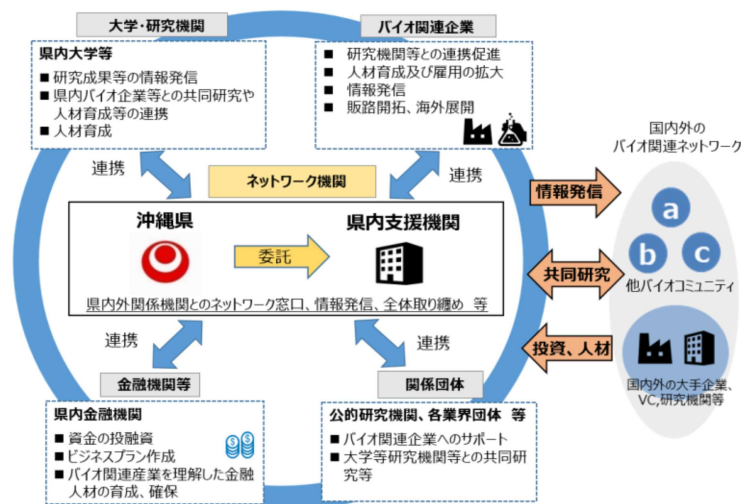 大学・研究機関
県内大学等
■ 研究成果等の情報発信
■ 県内バイオ企業等との共同研究や
人材育成等の連携
■ 人材育成
バイオ関連企業
■ 研究機関等との連携促進
■ 人材育成及び雇用の拡大
■ 情報発信
■ 販路開拓、海外展開
連携
連携
ネットワーク機関
沖縄県
委託
県内支援機関
県内外関係機関とのネットワーク窓口、情報発信、全体取り纏め 等
連携
連携
金融機関等
県内金融機関
■ 資金の投融資
■ ビジネスプラン作成
■ バイオ関連産業を理解した金融
人材の育成、確保
関係団体
公的研究機関、各業界団体 等
■ バイオ関連企業へのサポート
■ 大学等研究機関等との共同研
究等
情報発信
共同研究
投資、人材
国内外の
バイオ関連ネットワーク
a
b
c
他バイオコミュニティ
国内外の大手企業、
VC,研究機関等